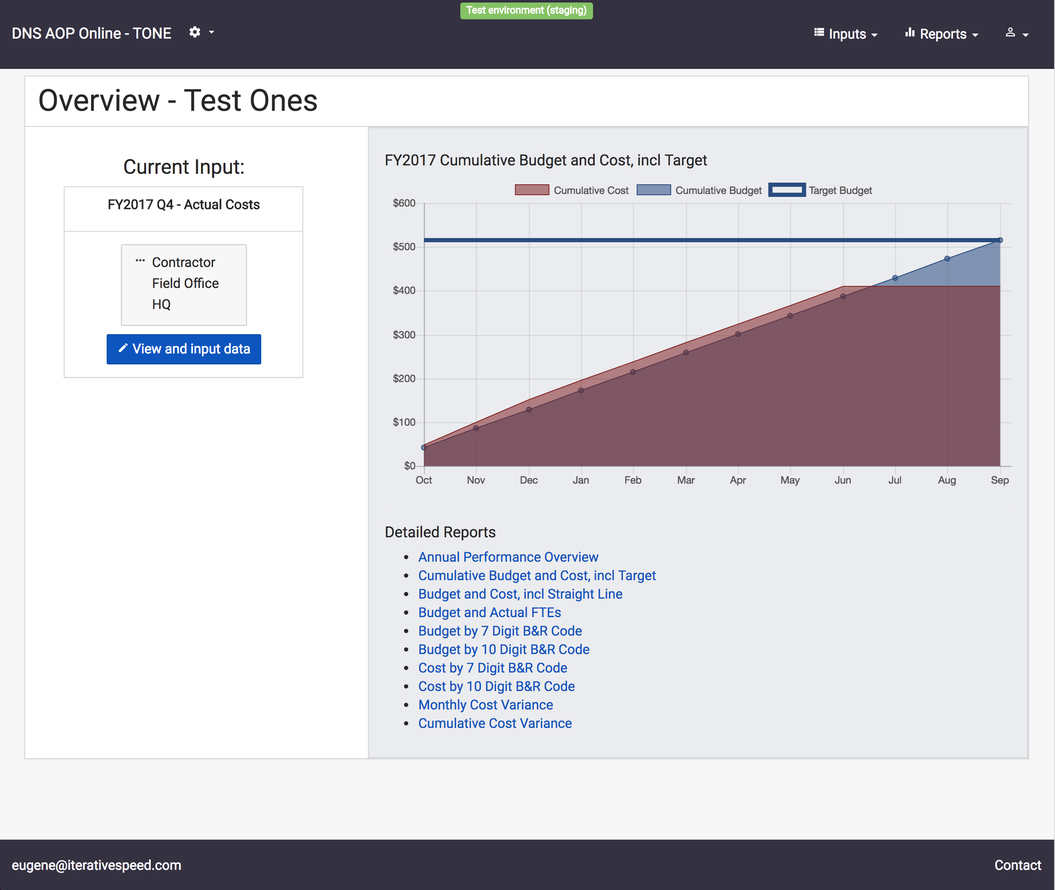 Test environment (staging)
DNS AOP Online - TONE
Inputs
Reports
Overview - Test Ones
Current Input:
FY2017 Q4 - Actual Costs
Contractor
Field Office
HQ
View and input data
FY2017 Cumulative Budget and Cost, incl Target
Cumulative Cost Cumulative Budget Target Budget
$600
$500
$400
$300
$200
$100
$0
Oct Nov Dec Jan Feb Mar Apr May Jun Jul Aug Sep
Detailed Reports
Annual Performance Overview
Cumulative Budget and Cost, incl Target
Budget and Cost, incl Straight Line
Budget and Actual FTEs
Budget by 7 Digit B&R Code
Budget by 10 Digit B&R Code
Cost by 7 Digit B&R Code
Cost by 10 Digit B&R Code
Monthly Cost Variance
Cumulative Cost Variance
eugene@iterativespeed.com
Contact